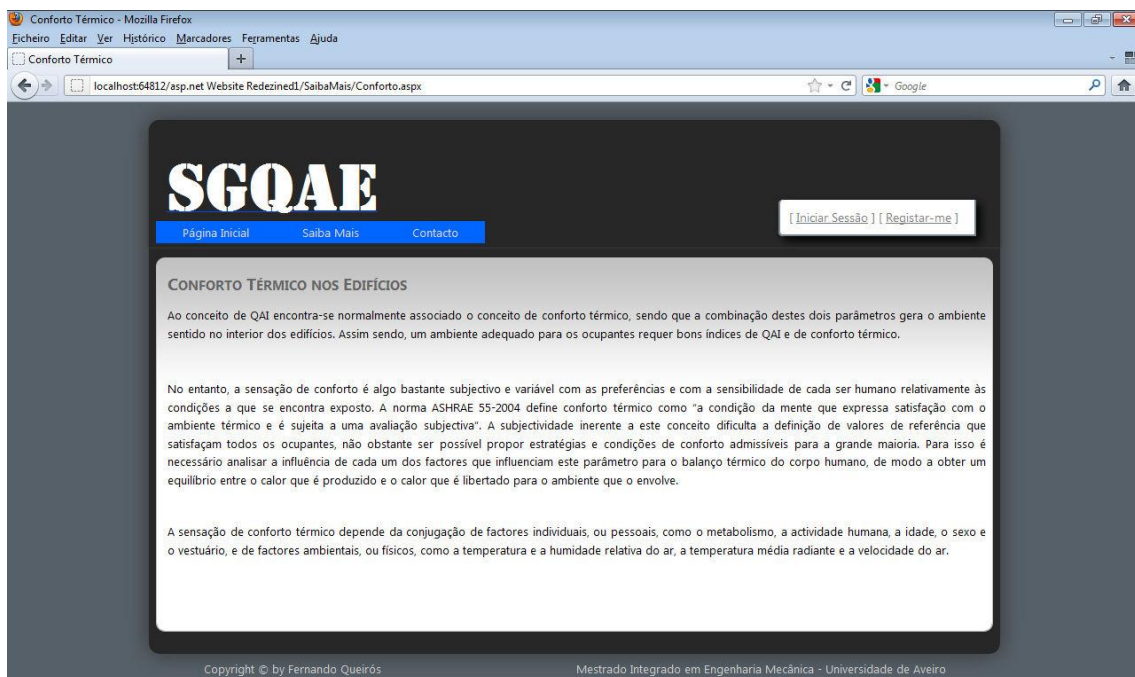 Conforto Térmico - Mozilla Firefox
Ficheiro Editar Ver Histórico Marcadores Ferramentas Ajuda
Conforto Térmico +
localhost:64812/asp.net Website Redezined1/SaibaMais/Conforto.aspx Google
SGQAE
[ Iniciar Sessão ] [ Registar-me ]
Página Inicial Saiba Mais Contacto
CONFORTO TÉRMICO NOS EDIFÍCIOS
Ao conceito de QAI encontra-se normalmente associado o conceito de conforto térmico, sendo que a combinação destes dois parâmetros gera o ambiente
sentido no interior dos edifícios. Assim sendo, um ambiente adequado para os ocupantes requer bons índices de QAI e de conforto térmico.
No entanto, a sensação de conforto é algo bastante subjectivo e variável com as preferências e com a sensibilidade de cada ser humano relativamente às
condições a que se encontra exposto. A norma ASHRAE 55-2004 define conforto térmico como "a condição da mente que expressa satisfação com o
ambiente térmico e é sujeita a uma avaliação subjectiva". A subjectividade inerente a este conceito dificulta a definição de valores de referência que
satisfaçam todos os ocupantes, não obstante ser possível propor estratégias e condições de conforto admissíveis para a grande maioria. Para isso é
necessário analisar a influência de cada um dos factores que influenciam este parâmetro para o balanço térmico do corpo humano, de modo a obter um
equilíbrio entre o calor que é produzido e o calor que é libertado para o ambiente que o envolve.
A sensação de conforto térmico depende da conjugação de factores individuais, ou pessoais, como o metabolismo, a actividade humana, a idade, o sexo e
o vestuário, e de factores ambientais, ou físicos, como a temperatura e a humidade relativa do ar, a temperatura média radiante e a velocidade do ar.
Copyright © by Fernando Queirós Mestrado Integrado em Engenharia Mecânica - Universidade de Aveiro